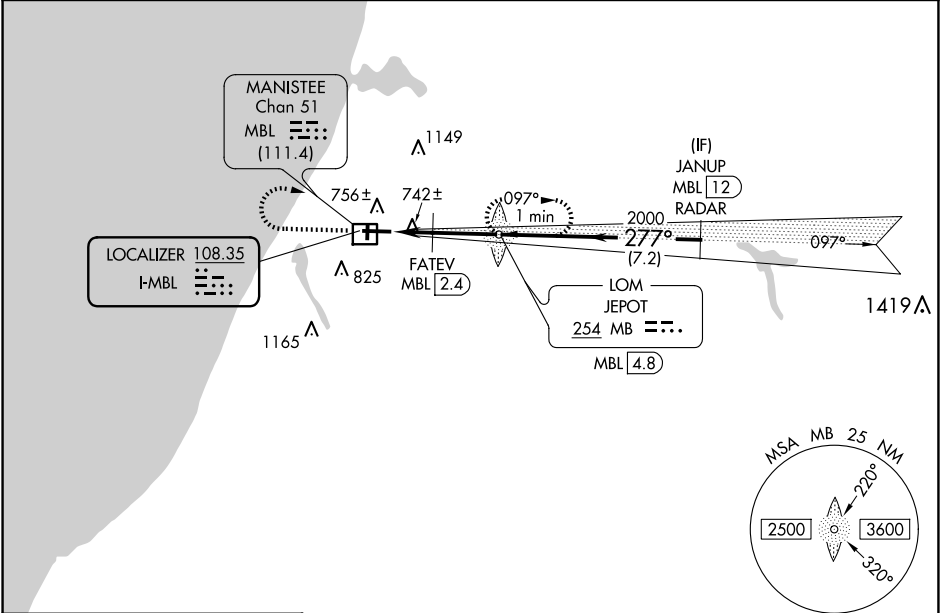 MANISTEE
Chan 51
MBL
(111.4)
1149
(IF)
JANUP
MBL 12
RADAR
756±
742±
097°
1 min
2000
277°
(7.2)
097°
LOCALIZER 108.35
I-MBL
825
FATEV
MBL 2.4
LOM
JEPOT
254 MB
MBL 4.8
1419
1165
MSA MB 25 NM
220°
2500
3600
320°